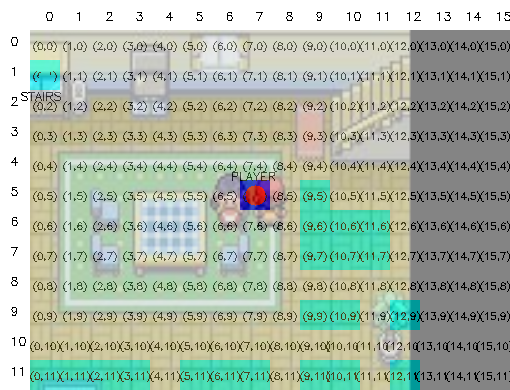 0 1 2 3 4 5 6 7 8 9 10 11 12 13 14 15
0 (0,0) (1,0) (2,0) (3,0) (4,0) (5,0) (6,0) (7,0) (8,0) (9,0) (10,0) (11,0) (12,0) (13,0) (14,0) (15,0)
1 (1,1) (2,1) (3,1) (4,1) (5,1) (6,1) (7,1) (8,1) (9,1) (10,1) (11,1) (12,1) (13,1) (14,1) (15,1)
STAIRS
2 (0,2) (1,2) (2,2) (3,2) (4,2) (5,2) (6,2) (7,2) (8,2) (9,2) (10,2) (11,2) (12,2) (13,2) (14,2) (15,2)
3 (0,3) (1,3) (2,3) (3,3) (4,3) (5,3) (6,3) (7,3) (8,3) (9,3) (10,3) (11,3) (12,3) (13,3) (14,3) (15,3)
4 (0,4) (1,4) (2,4) (3,4) (4,4) (5,4) (6,4) (7,4) (8,4) (9,4) (10,4) (11,4) (12,4) (13,4) (14,4) (15,4)
PLAYER
5 (0,5) (1,5) (2,5) (3,5) (4,5) (5,5) (6,5) (8,5) (9,5) (10,5) (11,5) (12,5) (13,5) (14,5) (15,5)
6 (0,6) (1,6) (2,6) (3,6) (4,6) (5,6) (6,6) (7,6) (8,6) (9,6) (10,6) (11,6) (12,6) (13,6) (14,6) (15,6)
7 (0,7) (1,7) (2,7) (3,7) (4,7) (5,7) (6,7) (7,7) (8,7) (9,7) (10,7) (11,7) (12,7) (13,7) (14,7) (15,7)
8 (0,8) (1,8) (2,8) (3,8) (4,8) (5,8) (6,8) (7,8) (8,8) (9,8) (10,8) (11,8) (12,8) (13,8) (14,8) (15,8)
9 (0,9) (1,9) (2,9) (3,9) (4,9) (5,9) (6,9) (7,9) (8,9) (9,9) (10,9) (11,9) (12,9) (13,9) (14,9) (15,9)
10 (0,10) (1,10) (2,10) (3,10) (4,10) (5,10) (6,10) (7,10) (8,10) (9,10) (10,10) (11,10) (12,10) (13,10) (14,10) (15,10)
11 (0,11) (1,11) (2,11) (3,11) (4,11) (5,11) (6,11) (7,11) (8,11) (9,11) (10,11) (11,11) (12,11) (13,11) (14,11) (15,11)